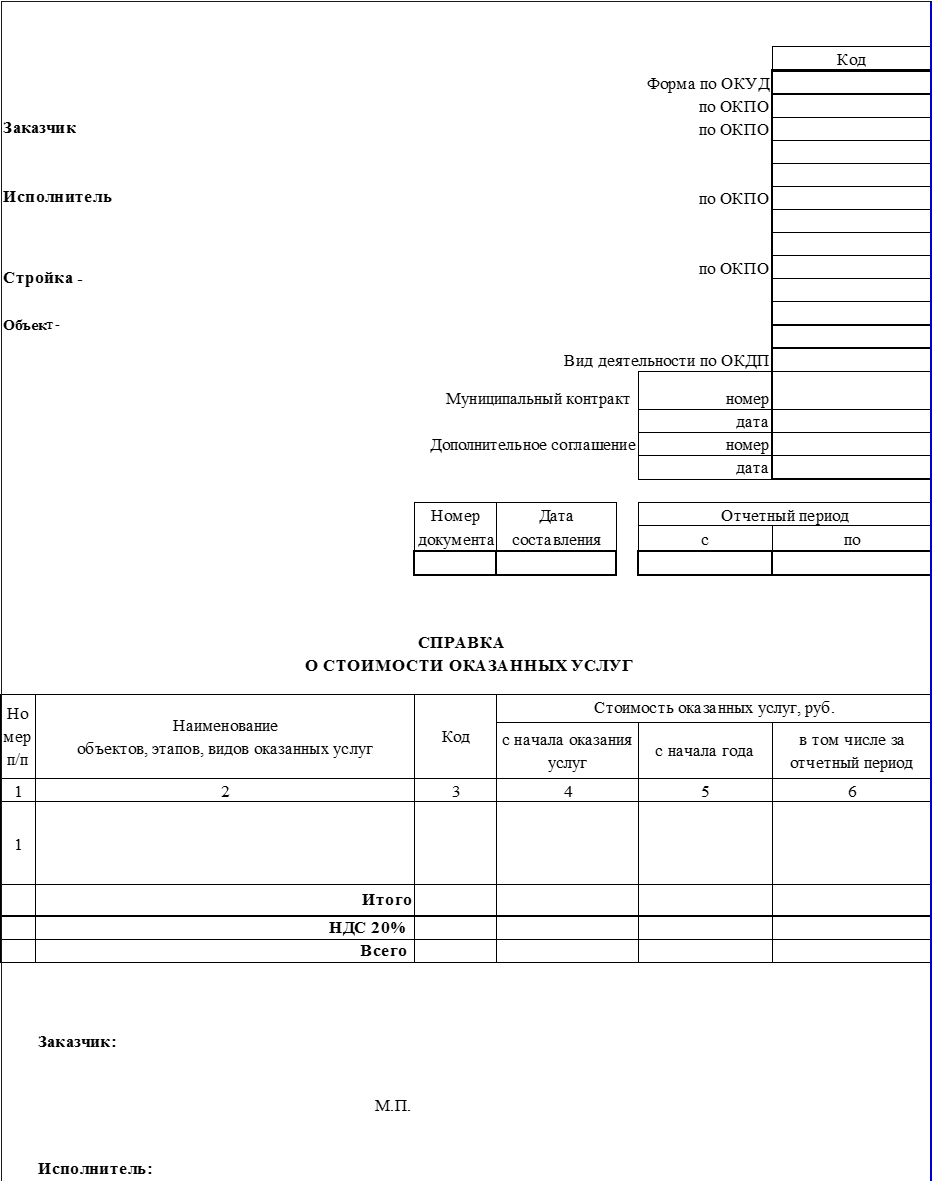 Код
Форма по ОКУД
по ОКПО
Заказчик по ОКПО
Исполнитель по ОКПО
по ОКПО
Стройка -
Объект-
Вид деятельности по ОКДП
Муниципальный контракт номер
дата
Дополнительное соглашение номер
дата
Номер Дата Отчетный период
документа составления с по
СПРАВКА
О СТОИМОСТИ ОКАЗАННЫХ УСЛУГ
Но
мер
п/п
Наименование
объектов, этапов, видов оказанных услуг
Код
Стоимость оказанных услуг, руб.
с начала оказания
услуг
с начала года
в том числе за
отчетный период
1 2 3 4 5 6
1
Итого
НДС 20%
Всего
Заказчик:
М.П.
Исполнитель: